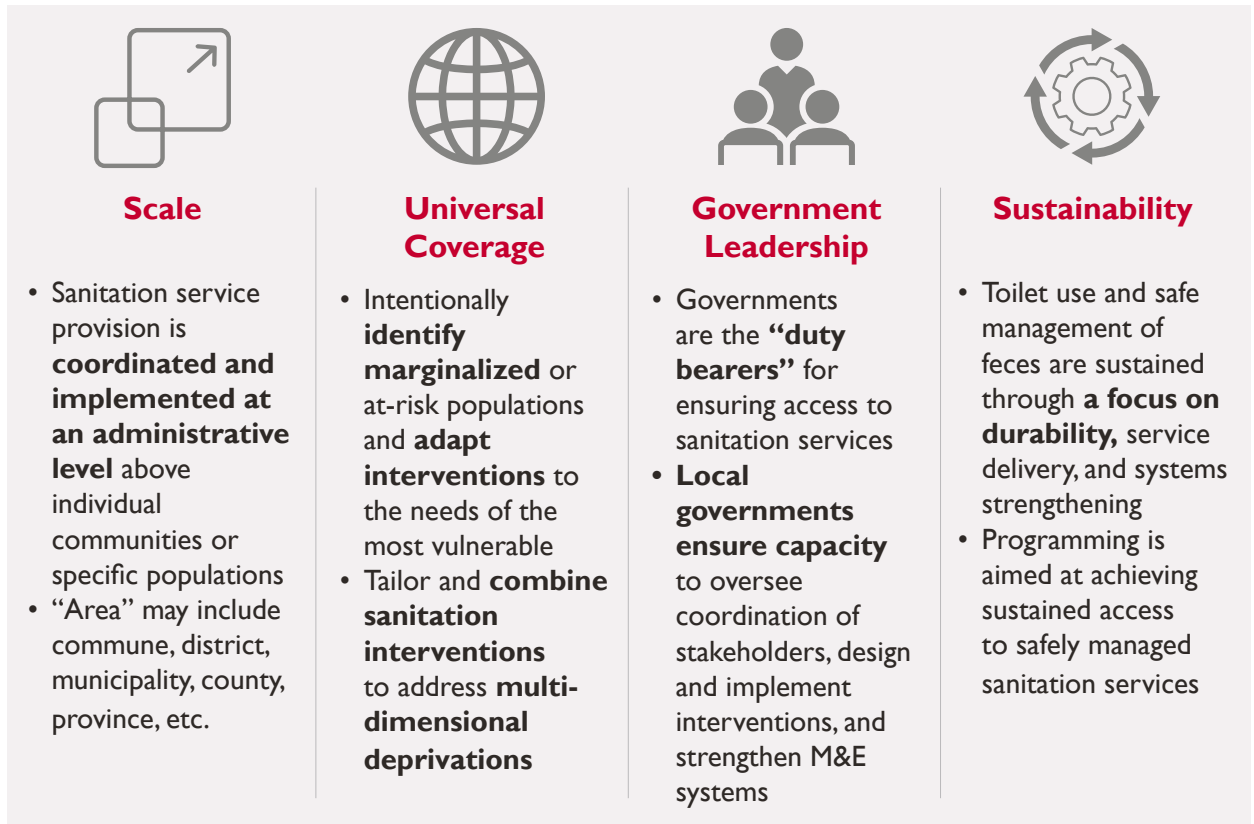 Scale
• Sanitation service
provision is
coordinated and
implemented at
an administrative
level above
individual
communities or
specific populations
• “Area” may include
commune, district,
municipality, county,
province, etc.
Universal
Coverage
• Intentionally
identify
marginalized or
at-risk populations
and adapt
interventions to
the needs of the
most vulnerable
• Tailor and combine
sanitation
interventions
to address multi-
dimensional
deprivations
Government
Leadership
• Governments
are the “duty
bearers” for
ensuring access to
sanitation services
• Local
governments
ensure capacity
to oversee
coordination of
stakeholders, design
and implement
interventions, and
strengthen M&E
systems
Sustainability
• Toilet use and safe
management of
feces are sustained
through a focus on
durability, service
delivery, and systems
strengthening
• Programming is
aimed at achieving
sustained access
to safely managed
sanitation services